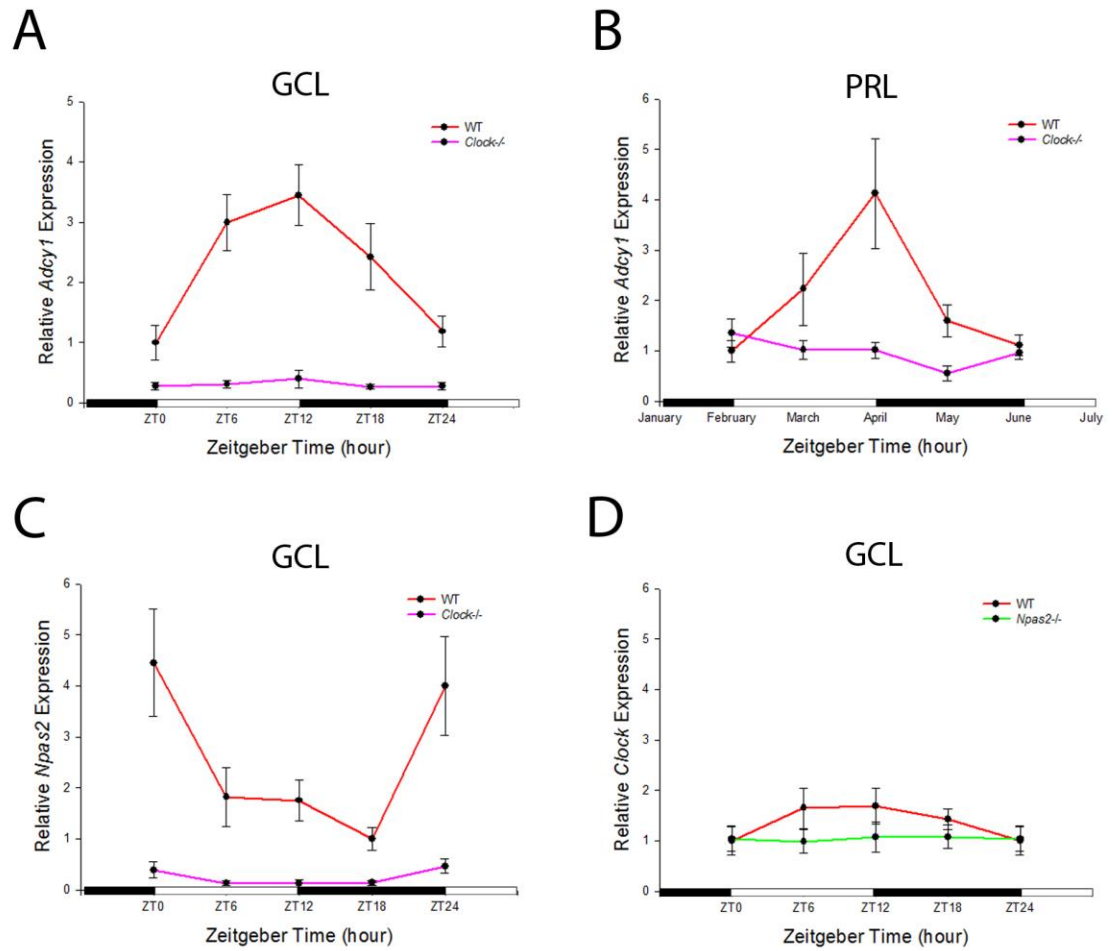 A
GCL
Relative Adcy1 Expression
5
4
3
2
1
0
WT
Clock-/-
ZT0 ZT6 ZT12 ZT18 ZT24
Zeitgeber Time (hour)
B
PRL
Relative Adcy1 Expression
6
5
4
3
2
1
0
WT
Clock-/-
January February March April May June July
Zeitgeber Time (hour)
C
GCL
Relative Npas2 Expression
6
5
4
3
2
1
0
WT
Clock-/-
ZT0 ZT6 ZT12 ZT18 ZT24
Zeitgeber Time (hour)
D
GCL
Relative Clock Expression
6
5
4
3
2
1
0
WT
Npas2-/-
ZT0 ZT6 ZT12 ZT18 ZT24
Zeitgeber Time (hour)